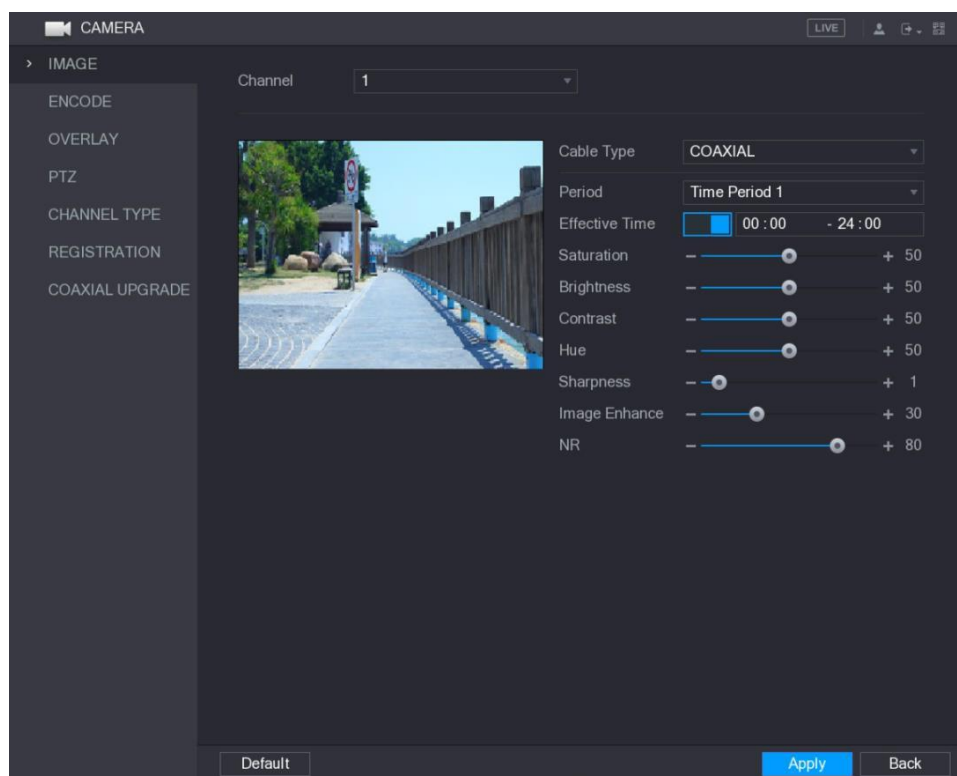 CAMERA
LIVE
IMAGE
ENCODE
OVERLAY
PTZ
CHANNEL TYPE
REGISTRATION
COAXIAL UPGRADE
Channel 1
Cable Type COAXIAL
Period Time Period 1
Effective Time 00 : 00 - 24 : 00
Saturation 50
Brightness 50
Contrast 50
Hue 50
Sharpness 1
Image Enhance 30
NR 80
Default
Apply
Back